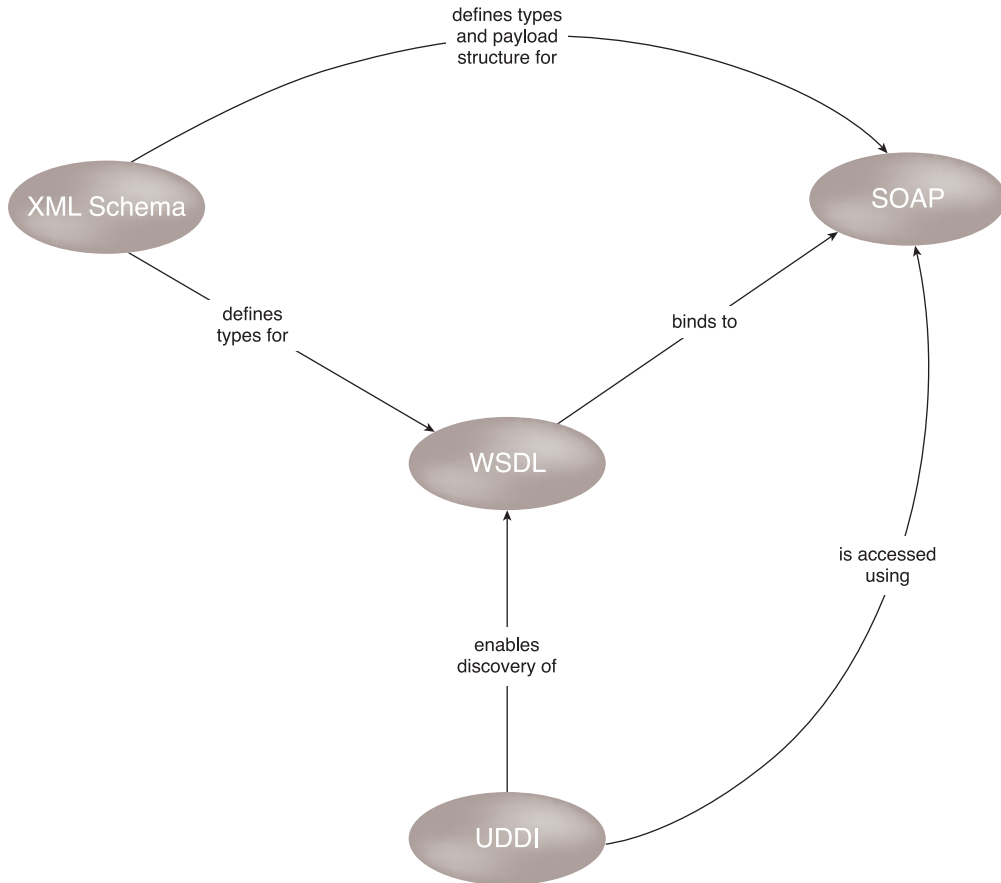 defines types
and payload
structure for
XML Schema
SOAP
defines
types for
binds to
WSDL
is accessed
using
enables
discovery of
UDDI